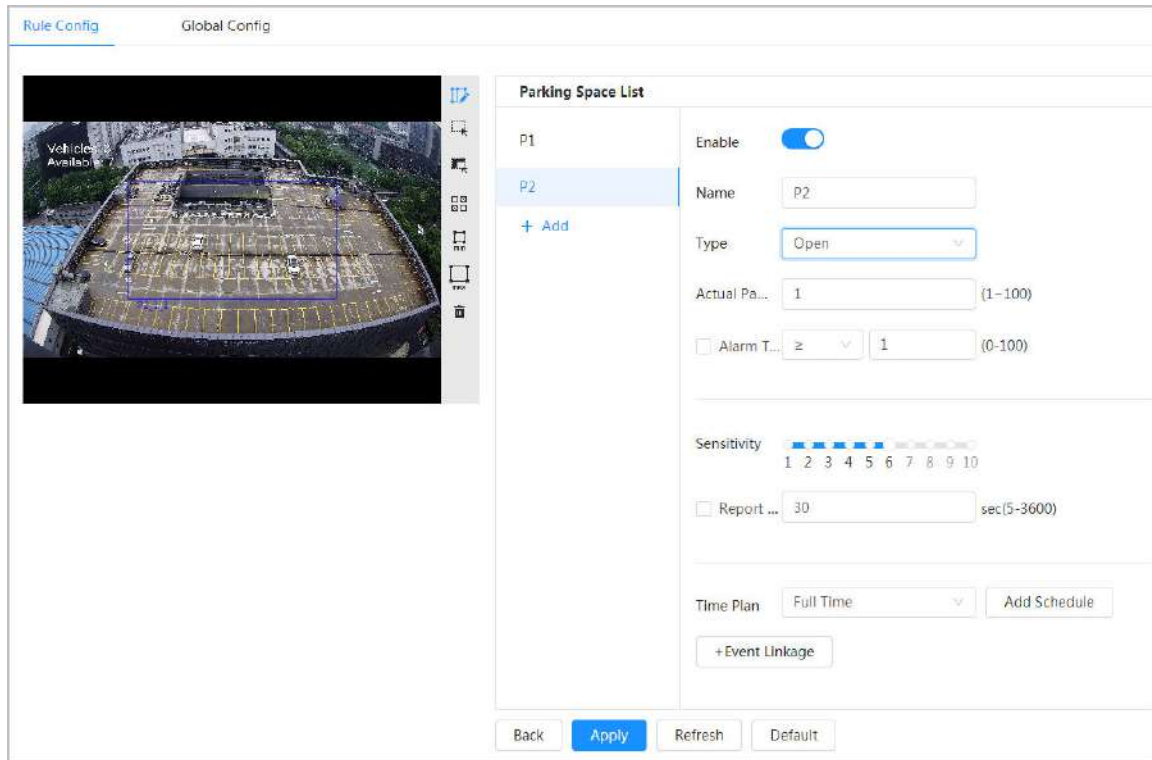 Rule Config Global Config
Vehicles:
Available: 7
Parking Space List
P1
P2
+ Add
Enable
Name P2
Type Open
Actual Pa... 1 (1~100)
Alarm T... ≥ 1 (0-100)
Sensitivity
1 2 3 4 5 6 7 8 9 10
Report ... 30 sec(5-3600)
Time Plan Full Time Add Schedule
+Event Linkage
Back Apply Refresh Default